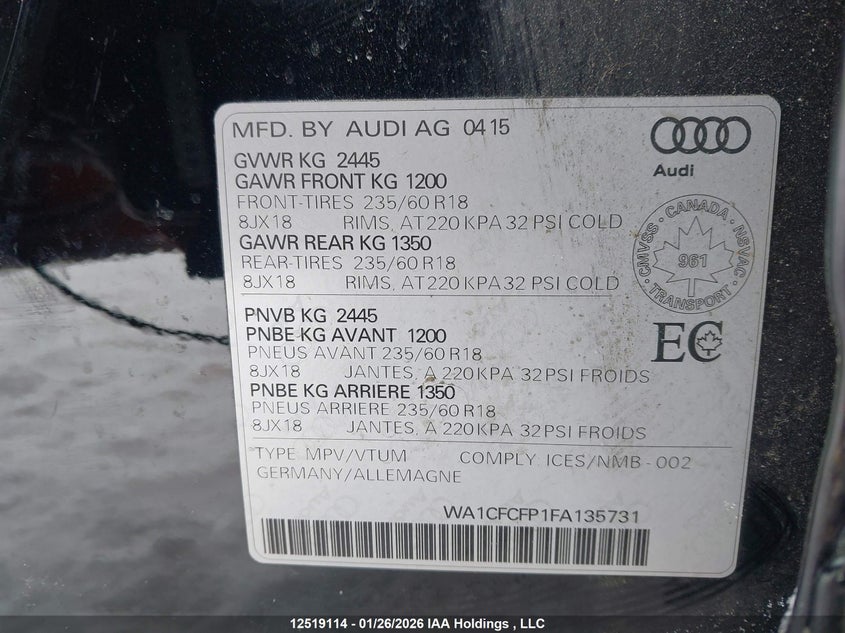 MFD. BY AUDI AG 04 15
Audi
GVWR KG 2445
GAWR FRONT KG 1200
FRONT-TIRES 235/60 R18
8JX18 RIMS, AT 220 KPA 32 PSI COLD
GAWR REAR KG 1350
REAR-TIRES 235/60 R18
8JX18 RIMS, AT 220 KPA 32 PSI COLD
CMVSS - CANADA - NSVAC
961
TRANSPORT
PNVB KG 2445
PNBE KG AVANT 1200
PNEUS AVANT 235/60 R18
8JX18 JANTES, A 220 KPA 32 PSI FROIDS
PNBE KG ARRIERE 1350
PNEUS ARRIERE 235/60 R18
8JX18 JANTES, A 220 KPA 32 PSI FROIDS
EC
TYPE: MPV/VTUM COMPLY: ICES/NMB - 002
GERMANY/ALLEMAGNE
WA1CFCFP1FA135731
12519114 - 01/26/2026 IAA Holdings , LLC